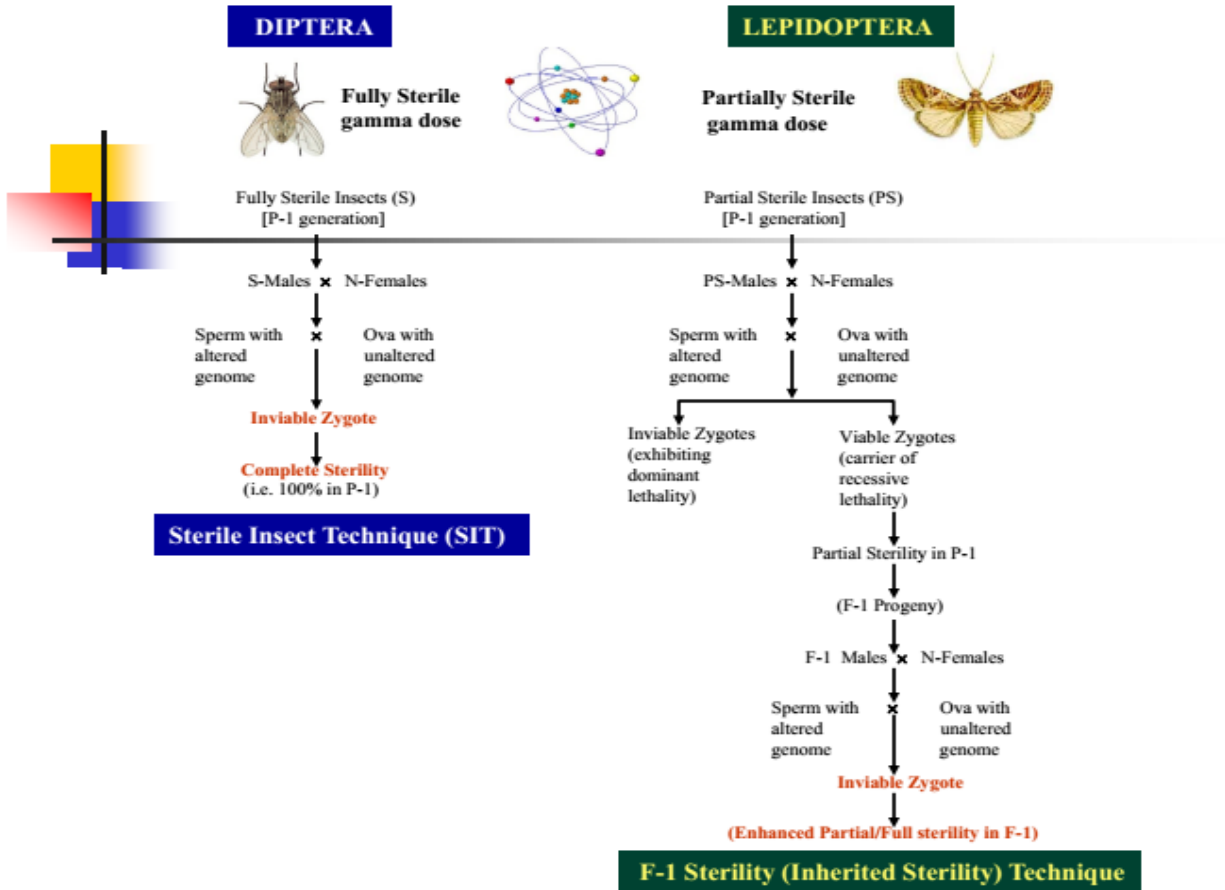 DIPTERA
Fully Sterile
gamma dose
Fully Sterile Insects (S)
[P-1 generation]
S-Males × N-Females
Sperm with
altered
genome
×
Ova with
unaltered
genome
Inviable Zygote
Complete Sterility
(i.e. 100% in P-1)
Sterile Insect Technique (SIT)
LEPIDOPTERA
Partially Sterile
gamma dose
Partial Sterile Insects (PS)
[P-1 generation]
PS-Males × N-Females
Sperm with
altered
genome
×
Ova with
unaltered
genome
Inviable Zygotes
(exhibiting
dominant
lethality)
Viable Zygotes
(carrier of
recessive
lethality)
Partial Sterility in P-1
(F-1 Progeny)
F-1 Males × N-Females
Sperm with
altered
genome
×
Ova with
unaltered
genome
Inviable Zygote
(Enhanced Partial/Full sterility in F-1)
F-1 Sterility (Inherited Sterility) Technique